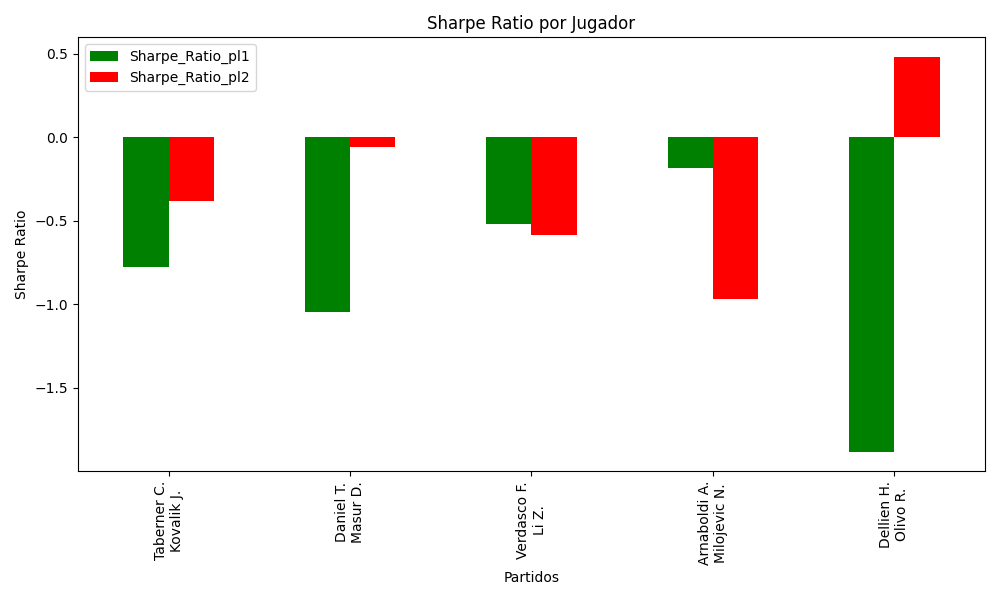 Sharpe Ratio por Jugador
Sharpe_Ratio_pl1
Sharpe_Ratio_pl2
Sharpe Ratio
0.5
0.0
−0.5
−1.0
−1.5
Taberner C.
Kovalik J.
Daniel T.
Masur D.
Verdasco F.
Li Z.
Arnaboldi A.
Milojevic N.
Dellien H.
Olivo R.
Partidos